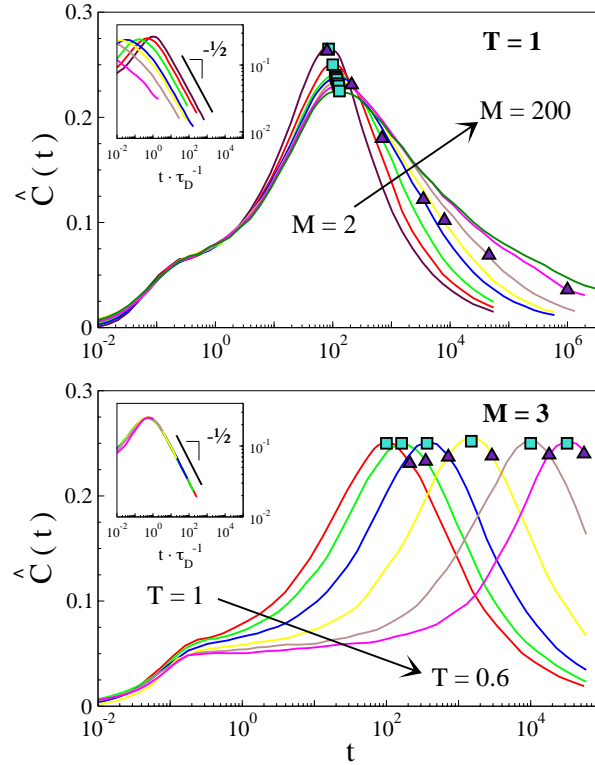 0.3
T = 1
0.2
M = 200
Ĉ ( t )
0.1
M = 2
0
10⁻² 10⁰ 10² 10⁴ 10⁶
-½
10⁻¹
10⁻²
10⁻² 10⁰ 10² 10⁴
t · τ_D⁻¹
0.3
M = 3
0.2
Ĉ ( t )
T = 1
0.1
T = 0.6
0
10⁻² 10⁰ 10² 10⁴
t
-½
10⁻¹
10⁻²
10⁻² 10⁰ 10² 10⁴
t · τ_D⁻¹